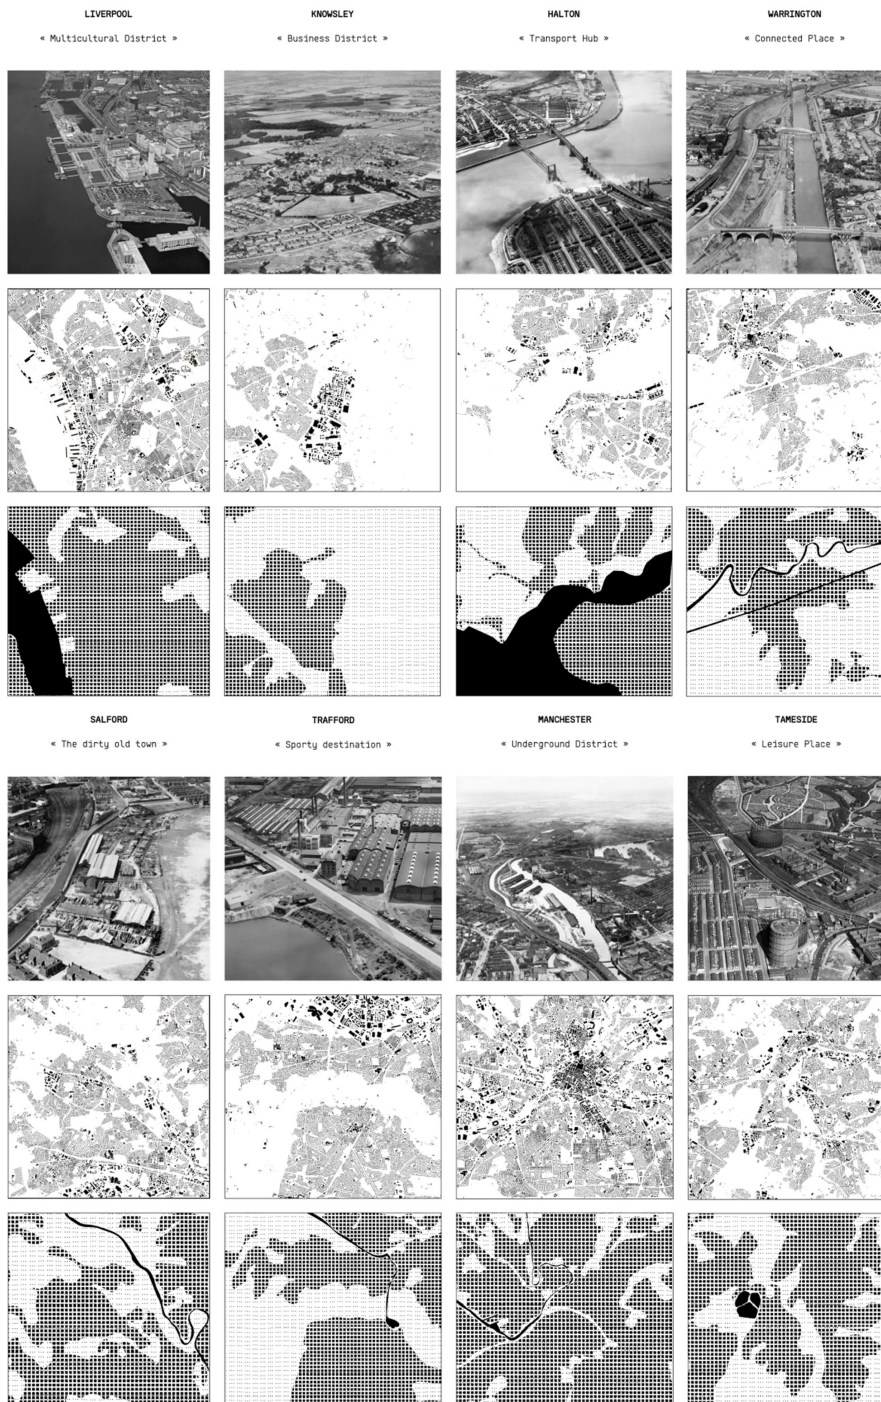 LIVERPOOL
« Multicultural District »
KNOWSLEY
« Business District »
HALTON
« Transport Hub »
WARRINGTON
« Connected Place »
SALFORD
« The dirty old town »
TRAFFORD
« Sporty destination »
MANCHESTER
« Underground District »
TAMESIDE
« Leisure Place »